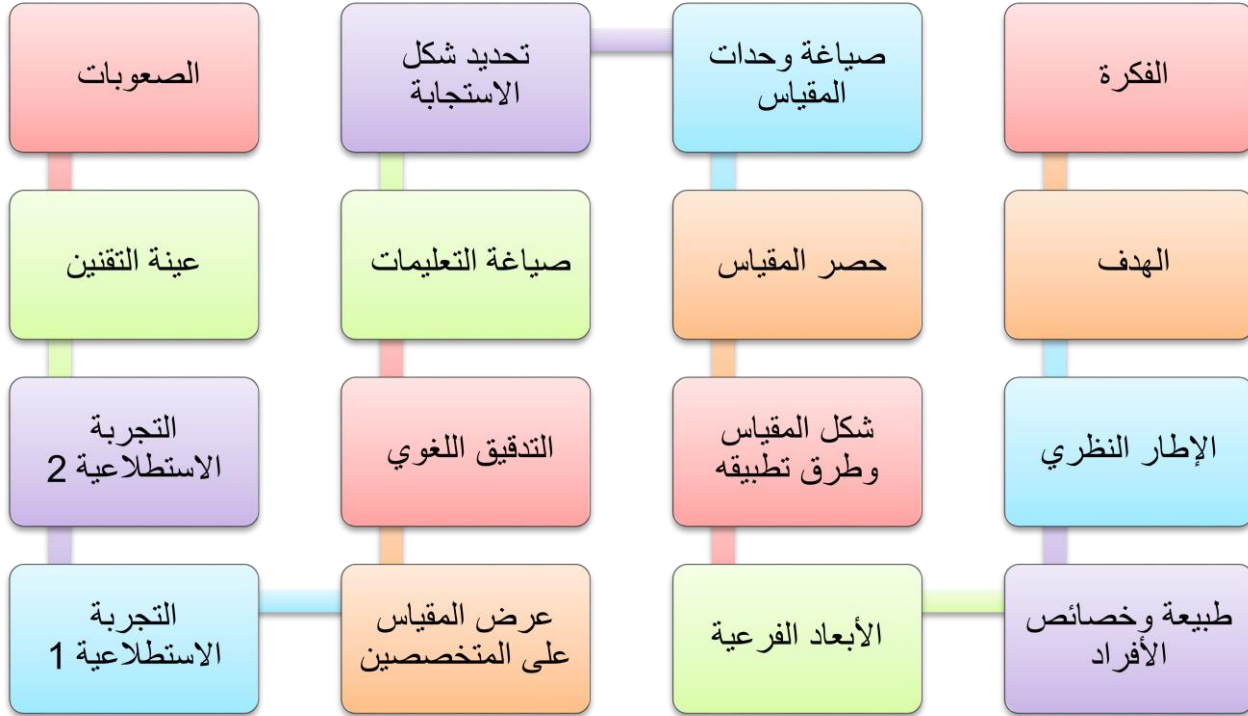 الفكرة
الهدف
الإطار النظري
طبيعة وخصائص
الأفراد
الأبعاد الفرعية
شكل المقياس
وطرق تطبيقه
حصر المقياس
صياغة وحدات
المقياس
تحديد شكل
الاستجابة
صياغة التعليمات
التدقيق اللغوي
عرض المقياس
على المتخصصين
التجربة
الاستطلاعية 1
التجربة
الاستطلاعية 2
عينة التقنين
الصعوبات